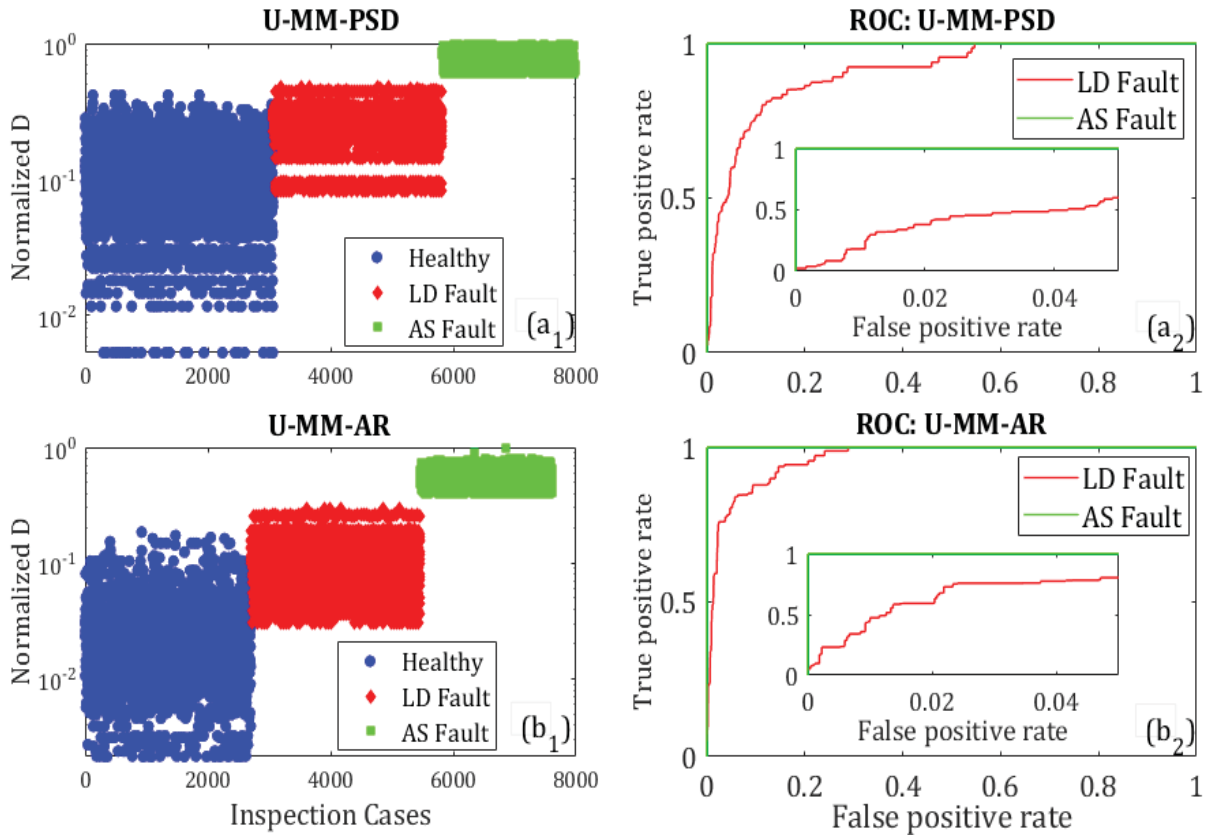 U-MM-PSD
Normalized D
10⁰
10⁻¹
10⁻²
Healthy
LD Fault
AS Fault
(a₁)
0 2000 4000 6000 8000
ROC: U-MM-PSD
True positive rate
1
0.5
0
LD Fault
AS Fault
1
0.5
0
0 0.02 0.04
False positive rate
(a₂)
0 0.2 0.4 0.6 0.8 1
U-MM-AR
Normalized D
10⁰
10⁻¹
10⁻²
Healthy
LD Fault
AS Fault
(b₁)
0 2000 4000 6000 8000
Inspection Cases
ROC: U-MM-AR
True positive rate
1
0.5
0
LD Fault
AS Fault
1
0.5
0
0 0.02 0.04
False positive rate
(b₂)
0 0.2 0.4 0.6 0.8 1
False positive rate